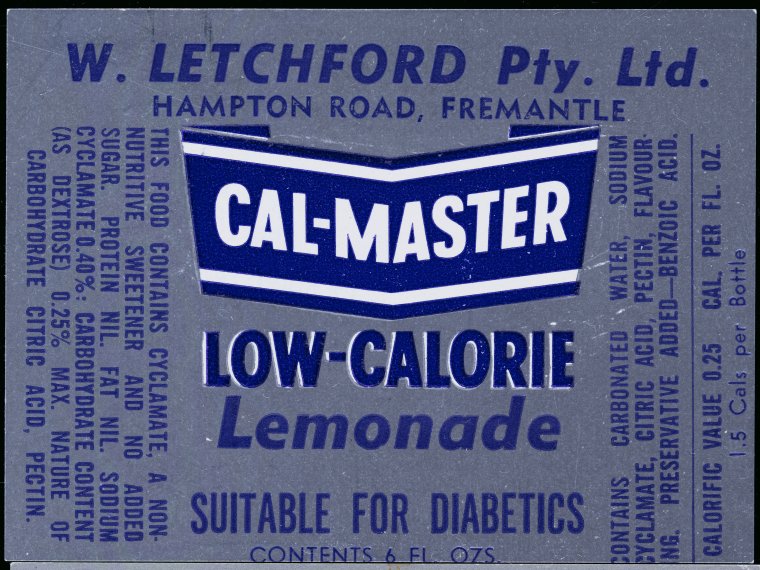 W. LETCHFORD Pty. Ltd.
HAMPTON ROAD, FREMANTLE
THIS FOOD CONTAINS CYCLAMATE, A NON-
NUTRITIVE SWEETENER AND NO ADDED
SUGAR. PROTEIN NIL. FAT NIL. SODIUM
CYCLAMATE 0.40%: CARBOHYDRATE CONTENT
(AS DEXTROSE) 0.25% MAX. NATURE OF
CARBOHYDRATE CITRIC ACID, PECTIN.
CAL-MASTER
LOW-CALORIE
Lemonade
SUITABLE FOR DIABETICS
CONTENTS 6 FL. OZS.
CONTAINS CARBONATED WATER, SODIUM
CYCLAMATE, CITRIC ACID, PECTIN, FLAVOUR-
NG. PRESERVATIVE ADDED—BENZOIC ACID.
CALORIFIC VALUE 0.25 CAL. PER FL. OZ.
1.5 Cals per Bottle